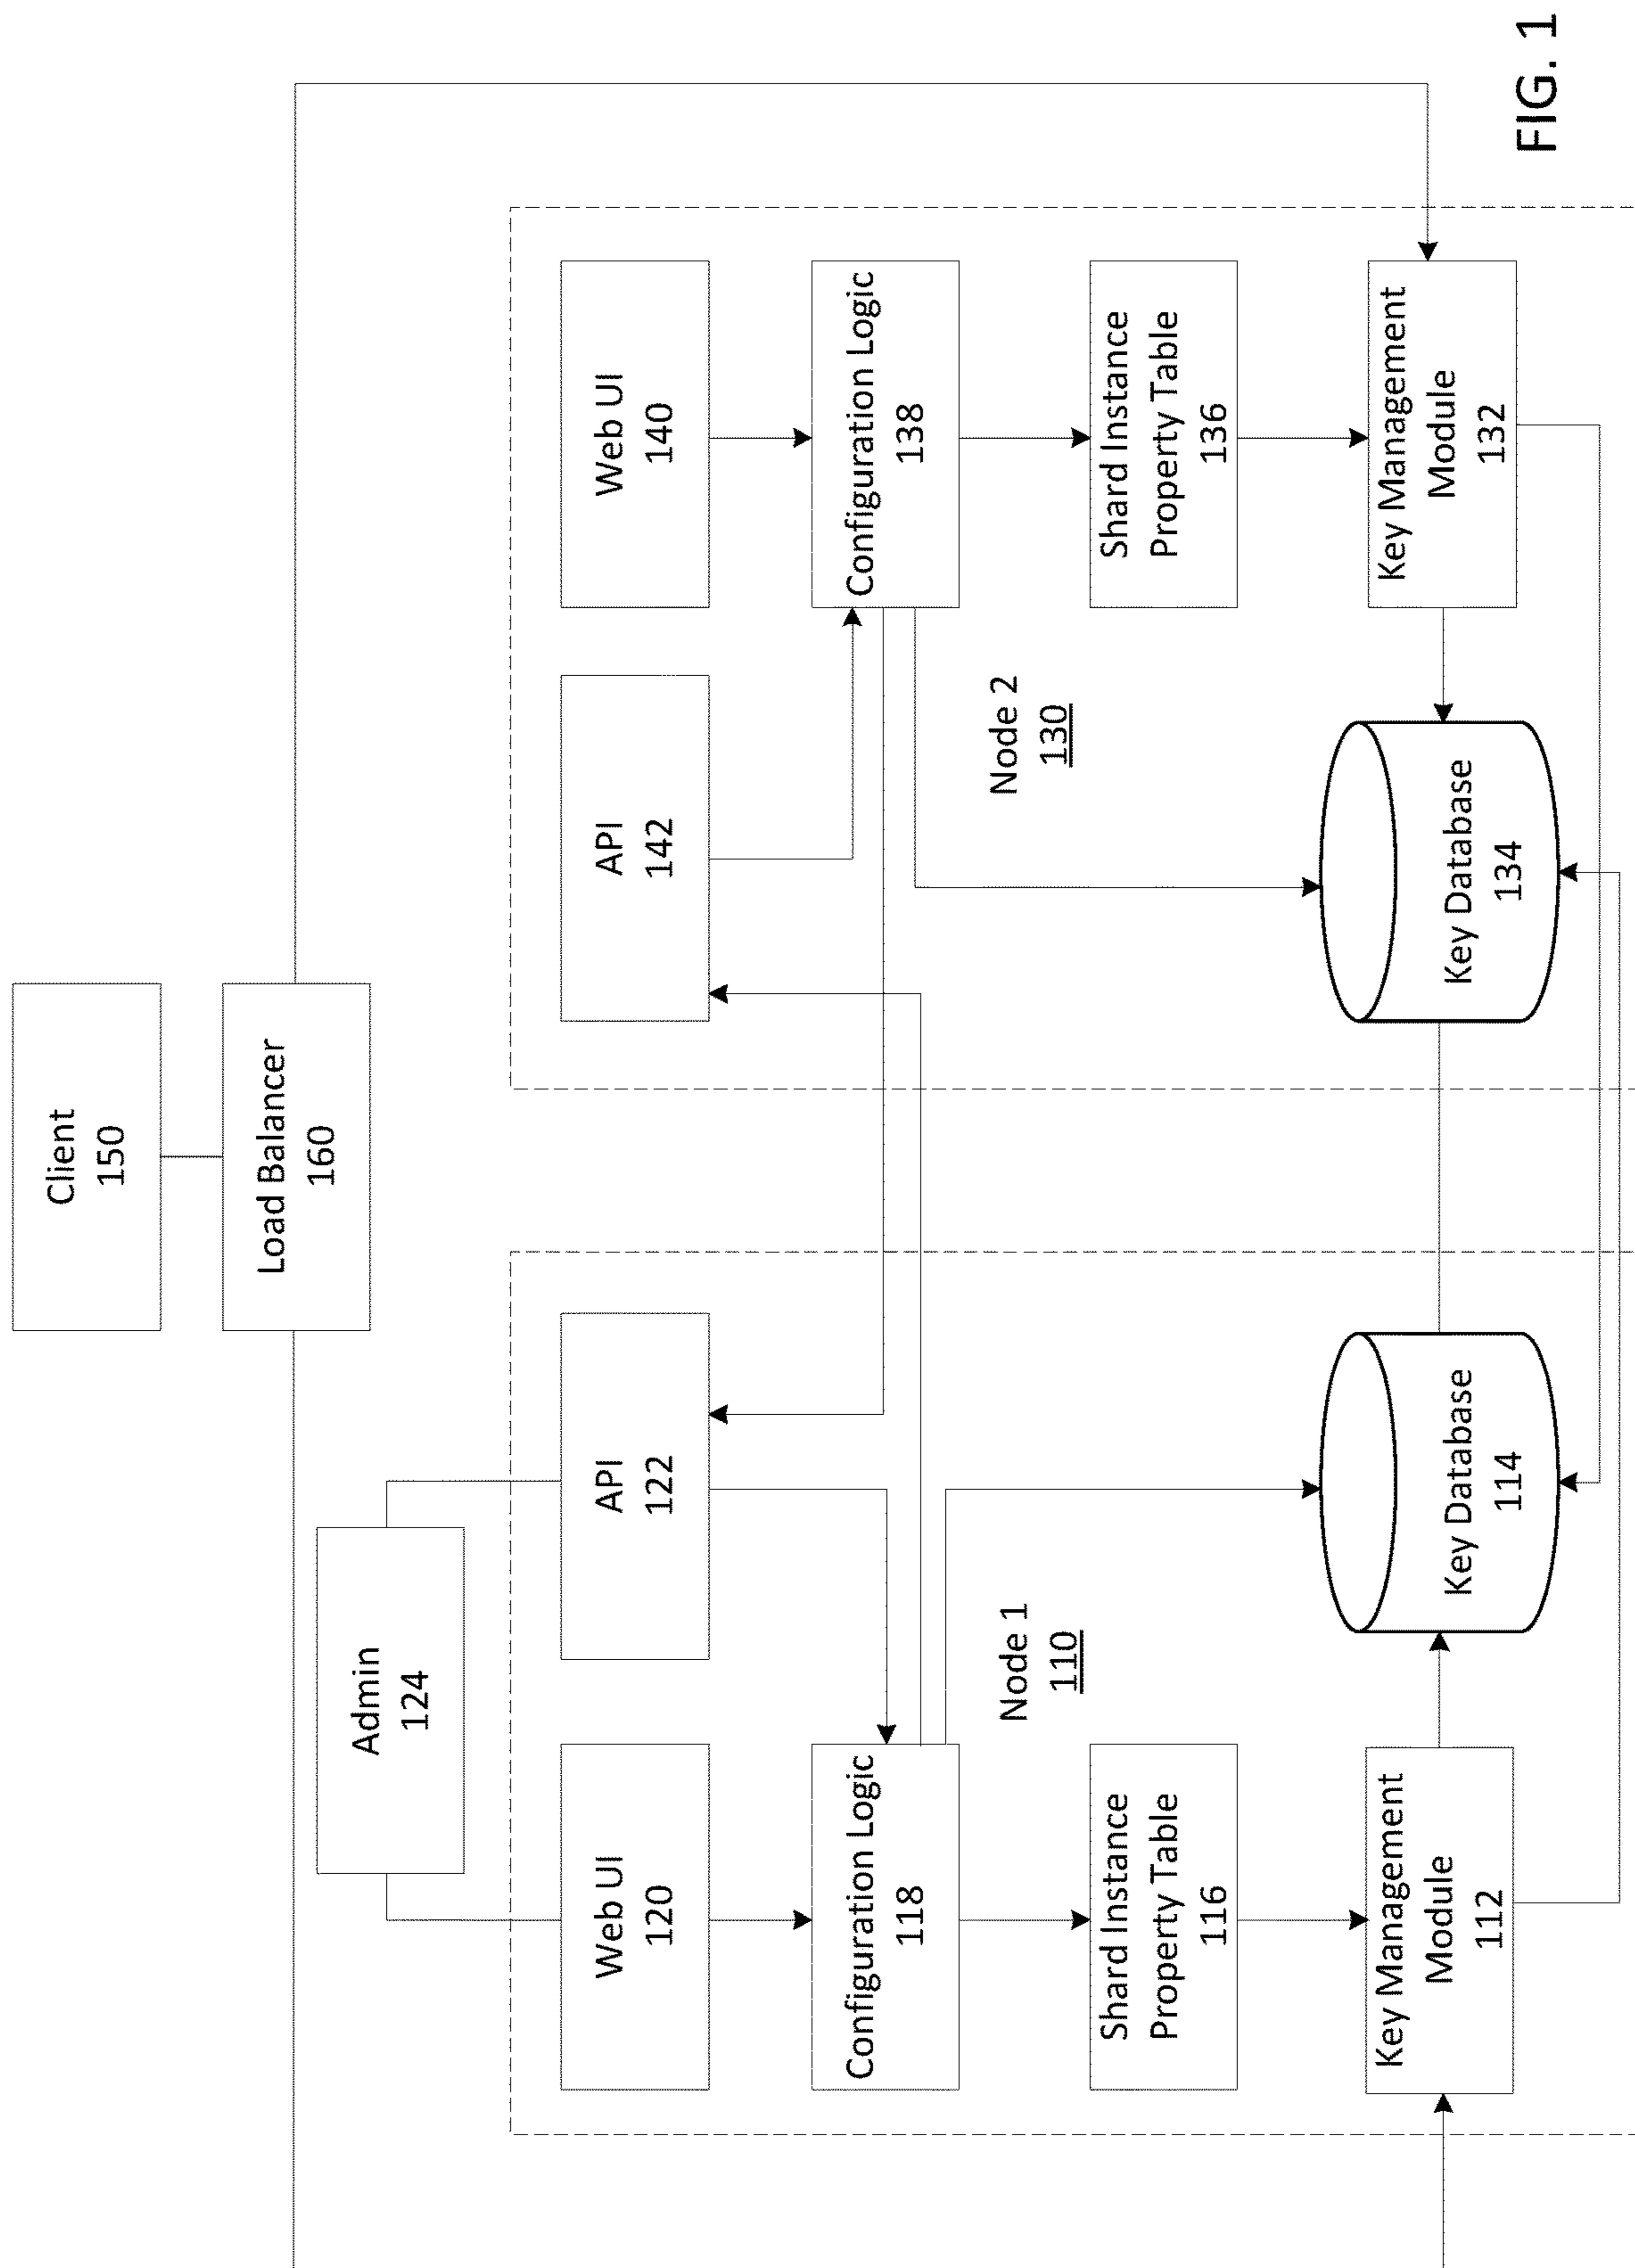 Client
150
Load Balancer
160
Admin
124
Web UI
120
API
122
API
142
Web UI
140
Configuration Logic
118
Configuration Logic
138
Node 1
110
Node 2
130
Shard Instance
Property Table
116
Shard Instance
Property Table
136
Key Management
Module
112
Key Database
114
Key Database
134
Key Management
Module
132
FIG. 1